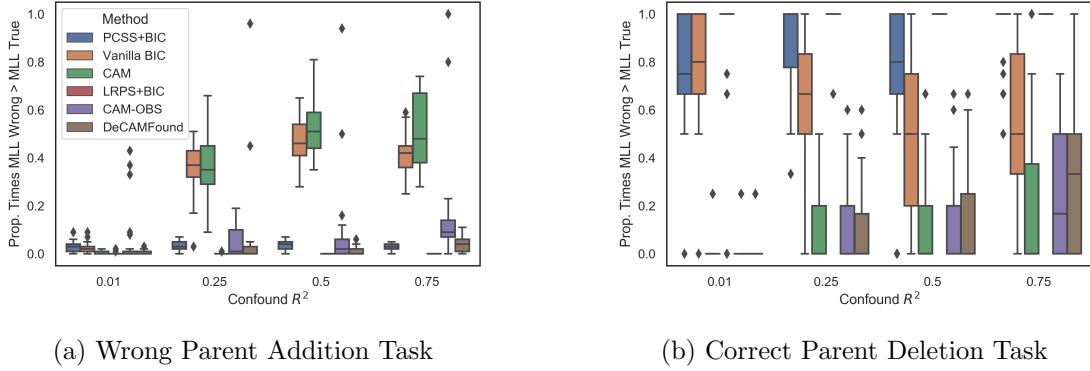 Prop. Times MLL Wrong > MLL True
1.0
0.8
0.6
0.4
0.2
0.0
Method
PCSS+BIC
Vanilla BIC
CAM
LRPS+BIC
CAM-OBS
DeCAMFound
0.01
0.25
0.5
0.75
Confound R²
(a) Wrong Parent Addition Task
Prop. Times MLL Wrong > MLL True
1.0
0.8
0.6
0.4
0.2
0.0
0.01
0.25
0.5
0.75
Confound R²
(b) Correct Parent Deletion Task